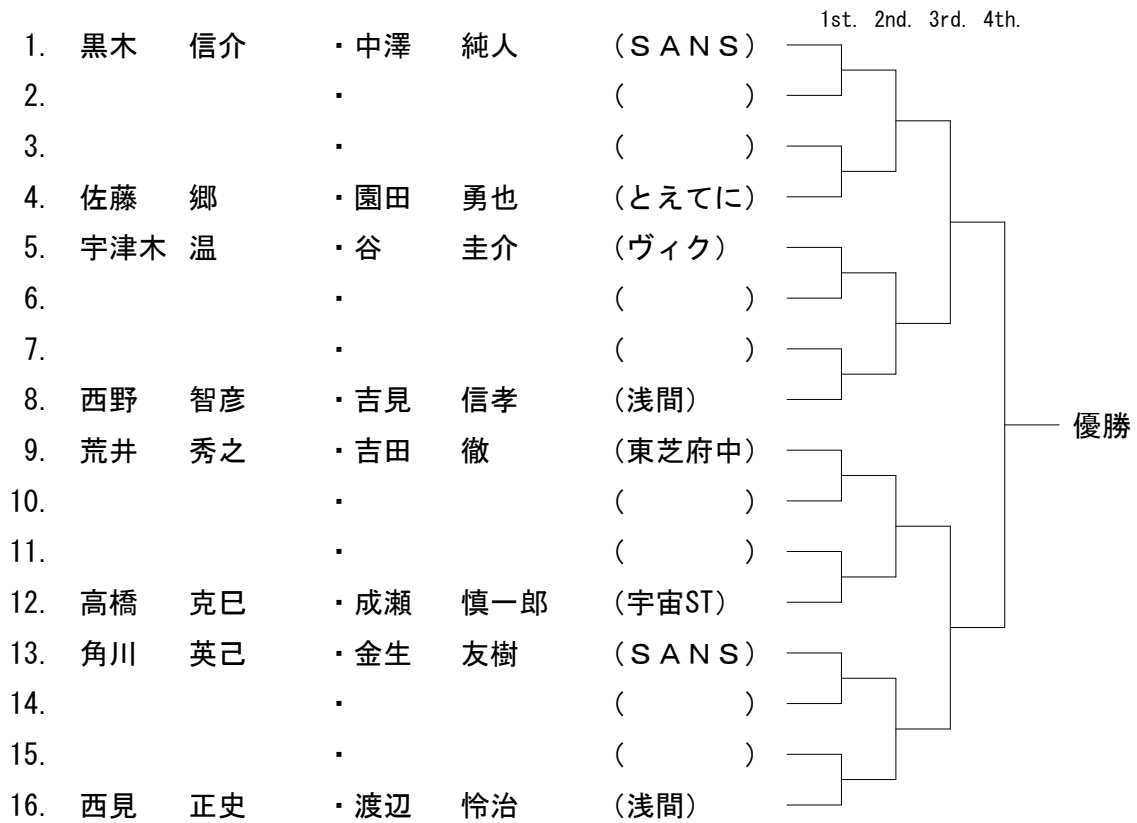 1st. 2nd. 3rd. 4th.
1. 黒木 信介 ・中澤 純人 (ＳＡＮＳ)
2. ・ ( )
3. ・ ( )
4. 佐藤 郷 ・園田 勇也 (とえてに)
5. 宇津木 温 ・谷 圭介 (ヴィク)
6. ・ ( )
7. ・ ( )
8. 西野 智彦 ・吉見 信孝 (浅間)
優勝
9. 荒井 秀之 ・吉田 徹 (東芝府中)
10. ・ ( )
11. ・ ( )
12. 高橋 克巳 ・成瀬 慎一郎 (宇宙ST)
13. 角川 英己 ・金生 友樹 (ＳＡＮＳ)
14. ・ ( )
15. ・ ( )
16. 西見 正史 ・渡辺 怜治 (浅間)